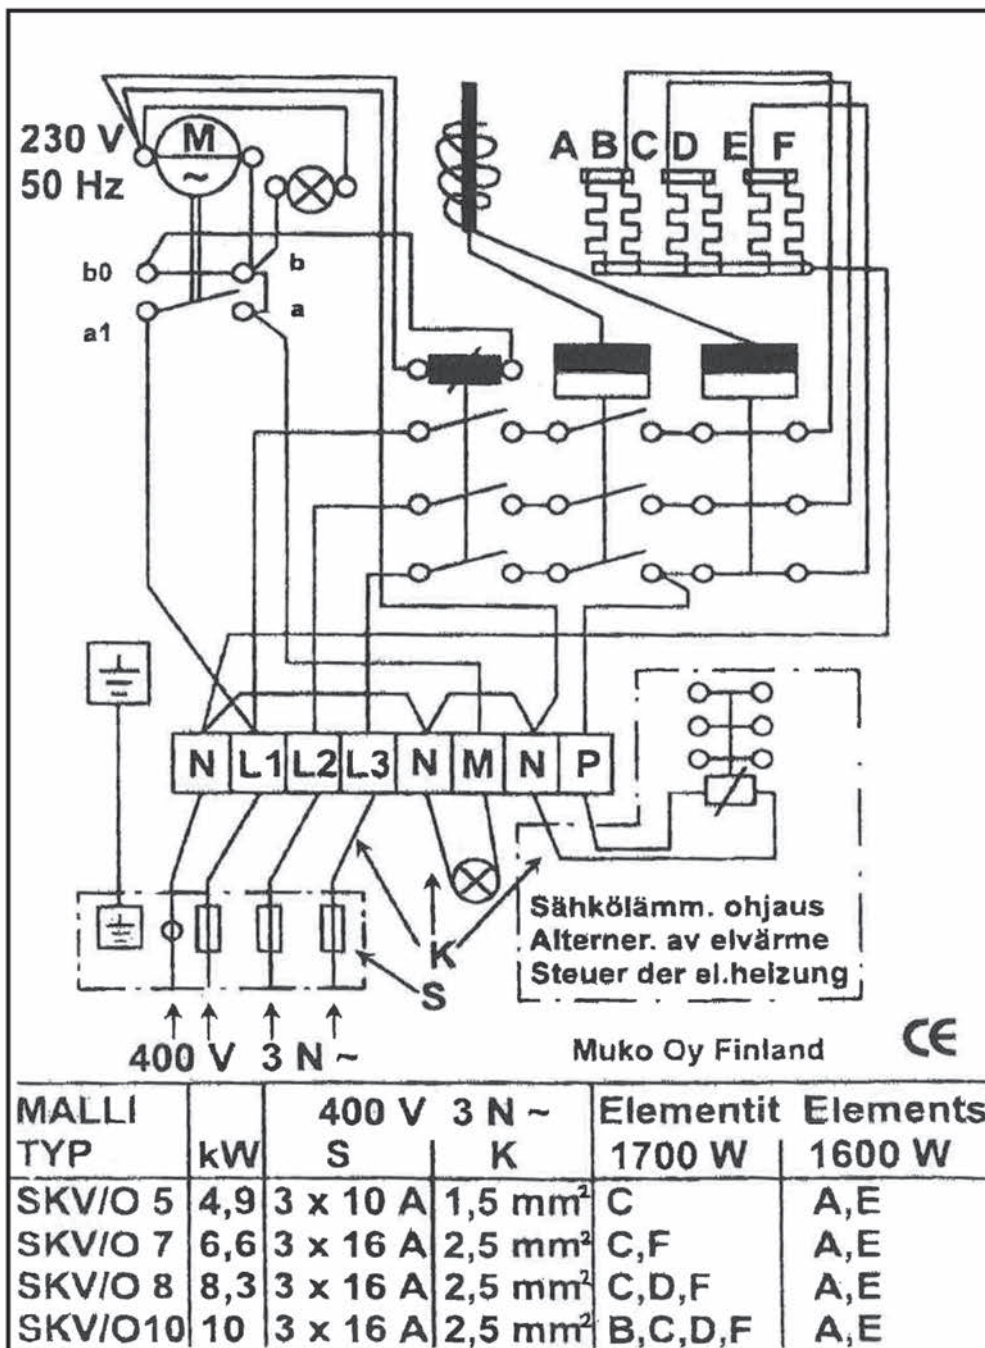 230 V
50 Hz
M
~
A B C D E F
b0
b
a1
a
N L1 L2 L3 N M N P
K
S
Sähkölämm. ohjaus
Alterner. av elvärme
Steuer der el.heizung
400 V 3 N ~
Muko Oy Finland
CE
MALLI 400 V 3 N ~ Elementit Elements
TYP kW S K 1700 W 1600 W
SKV/O 5 4,9 3 x 10 A 1,5 mm² C A,E
SKV/O 7 6,6 3 x 16 A 2,5 mm² C,F A,E
SKV/O 8 8,3 3 x 16 A 2,5 mm² C,D,F A,E
SKV/O10 10 3 x 16 A 2,5 mm² B,C,D,F A,E